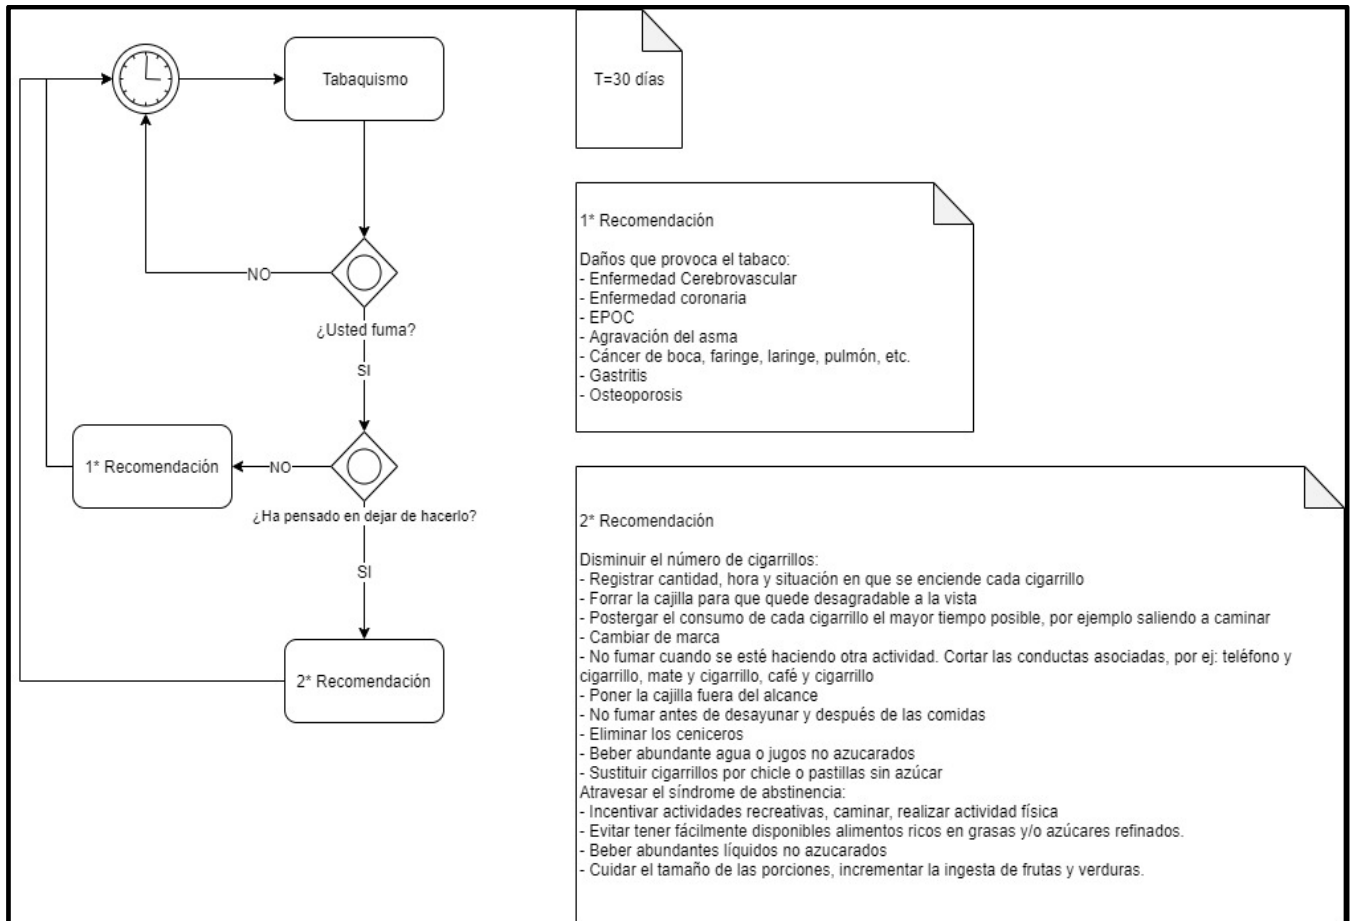 Tabaquismo
NO
¿Usted fuma?
SI
1* Recomendación
NO
¿Ha pensado en dejar de hacerlo?
SI
2* Recomendación
T=30 días
1* Recomendación
Daños que provoca el tabaco:
- Enfermedad Cerebrovascular
- Enfermedad coronaria
- EPOC
- Agravación del asma
- Cáncer de boca, faringe, laringe, pulmón, etc.
- Gastritis
- Osteoporosis
2* Recomendación
Disminuir el número de cigarrillos:
- Registrar cantidad, hora y situación en que se enciende cada cigarrillo
- Forrar la cajilla para que quede desagradable a la vista
- Postergar el consumo de cada cigarrillo el mayor tiempo posible, por ejemplo saliendo a caminar
- Cambiar de marca
- No fumar cuando se esté haciendo otra actividad. Cortar las conductas asociadas, por ej: teléfono y
cigarrillo, mate y cigarrillo, café y cigarrillo
- Poner la cajilla fuera del alcance
- No fumar antes de desayunar y después de las comidas
- Eliminar los ceniceros
- Beber abundante agua o jugos no azucarados
- Sustituir cigarrillos por chicle o pastillas sin azúcar
Atravesar el síndrome de abstinencia:
- Incentivar actividades recreativas, caminar, realizar actividad física
- Evitar tener fácilmente disponibles alimentos ricos en grasas y/o azúcares refinados.
- Beber abundantes líquidos no azucarados
- Cuidar el tamaño de las porciones, incrementar la ingesta de frutas y verduras.